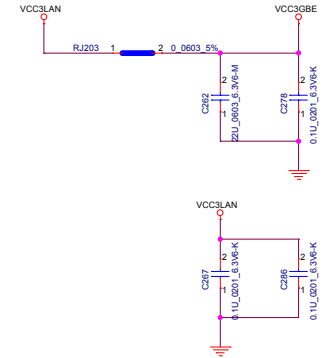 VCC3LAN
VCC3GBE
RJ203 1 2 0_0603_5%
2
C262
1
22U_0603_6.3V6-M
2
C278
1
0.1U_0201_6.3V6-K
VCC3LAN
2
C267
1
0.1U_0201_6.3V6-K
2
C286
1
0.1U_0201_6.3V6-K